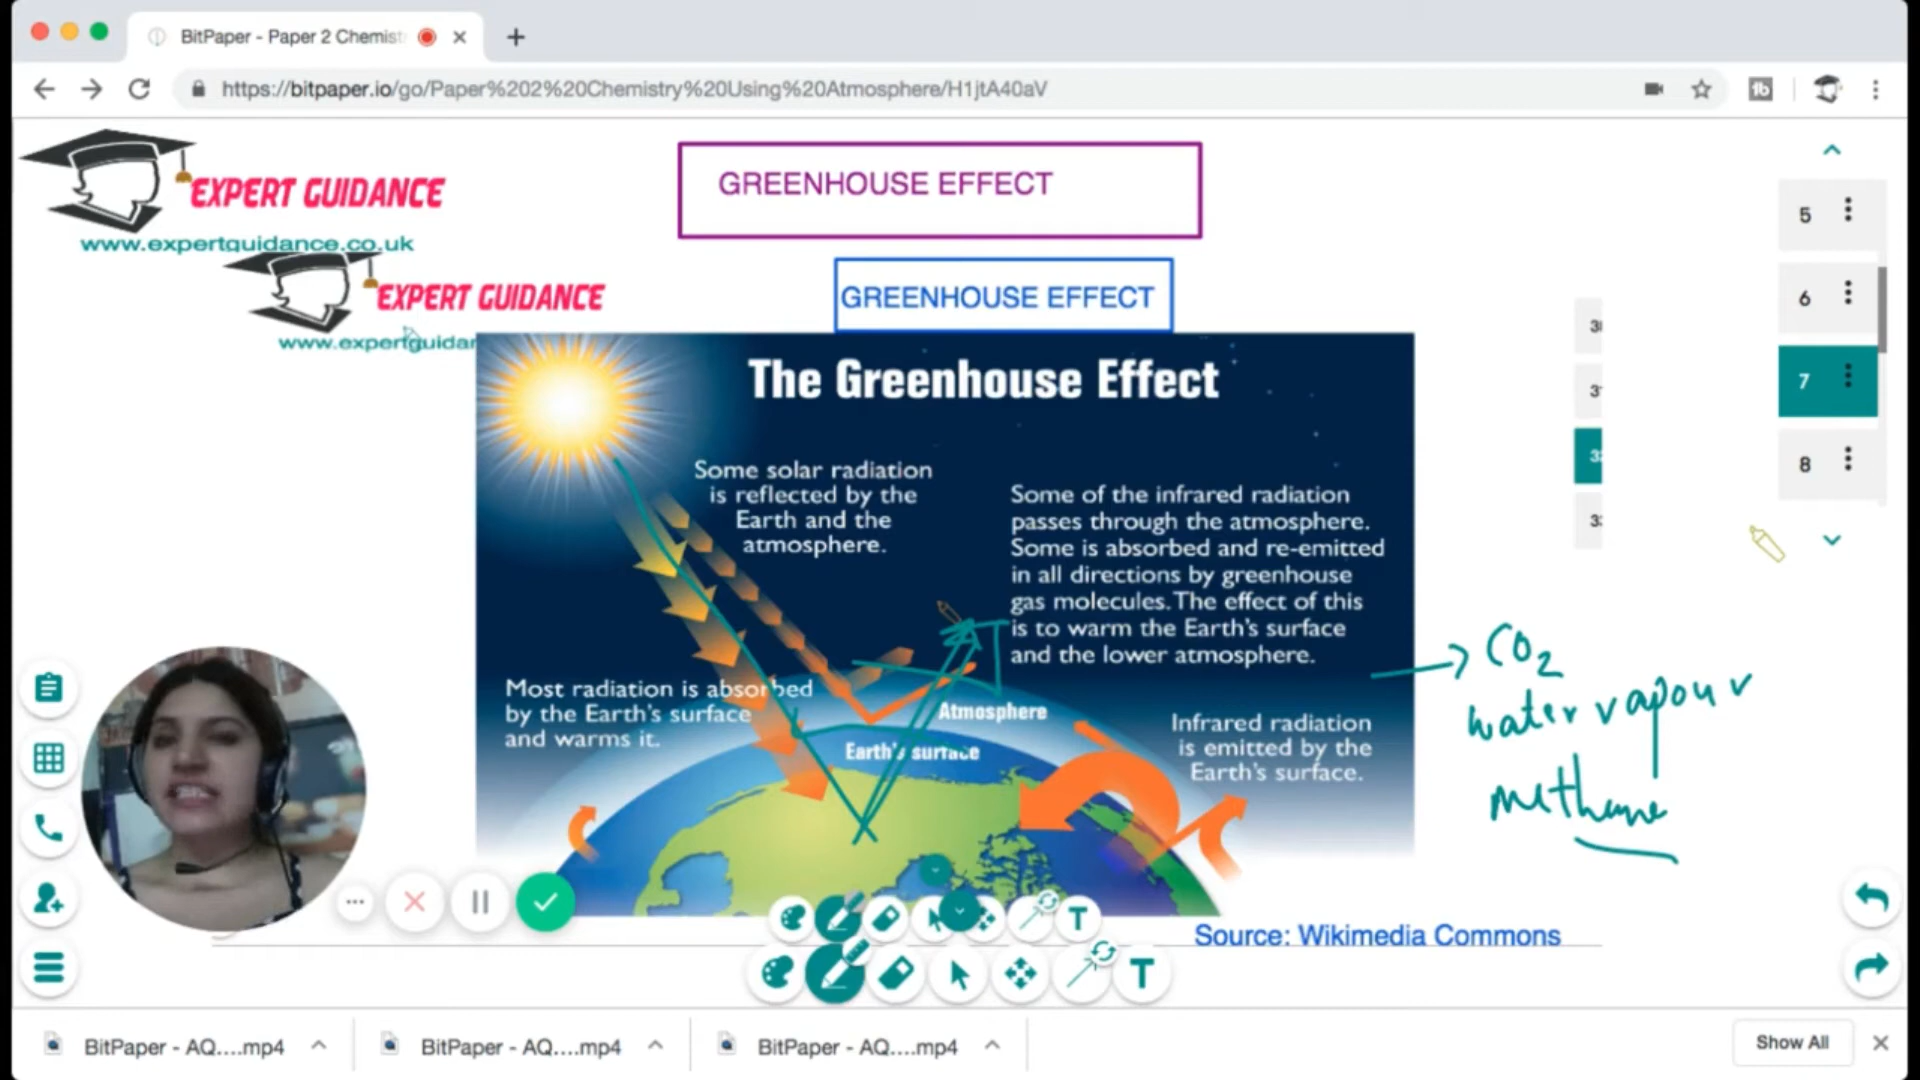 BitPaper - Paper 2 Chemist
https://bitpaper.io/go/Paper%202%20Chemistry%20Using%20Atmosphere/H1jtA40aV
EXPERT GUIDANCE
www.expertguidance.co.uk
GREENHOUSE EFFECT
EXPERT GUIDANCE
www.expertguidan
GREENHOUSE EFFECT
The Greenhouse Effect
Some solar radiation
is reflected by the
Earth and the
atmosphere.
Some of the infrared radiation
passes through the atmosphere.
Some is absorbed and re-emitted
in all directions by greenhouse
gas molecules. The effect of this
is to warm the Earth's surface
and the lower atmosphere.
Most radiation is absorbed
by the Earth's surface
and warms it.
Atmosphere
Earth's surface
Infrared radiation
is emitted by the
Earth's surface.
CO2
water vapour
methane
Source: Wikimedia Commons
5
6
7
8
T
T
BitPaper - AQ....mp4
BitPaper - AQ....mp4
BitPaper - AQ....mp4
Show All